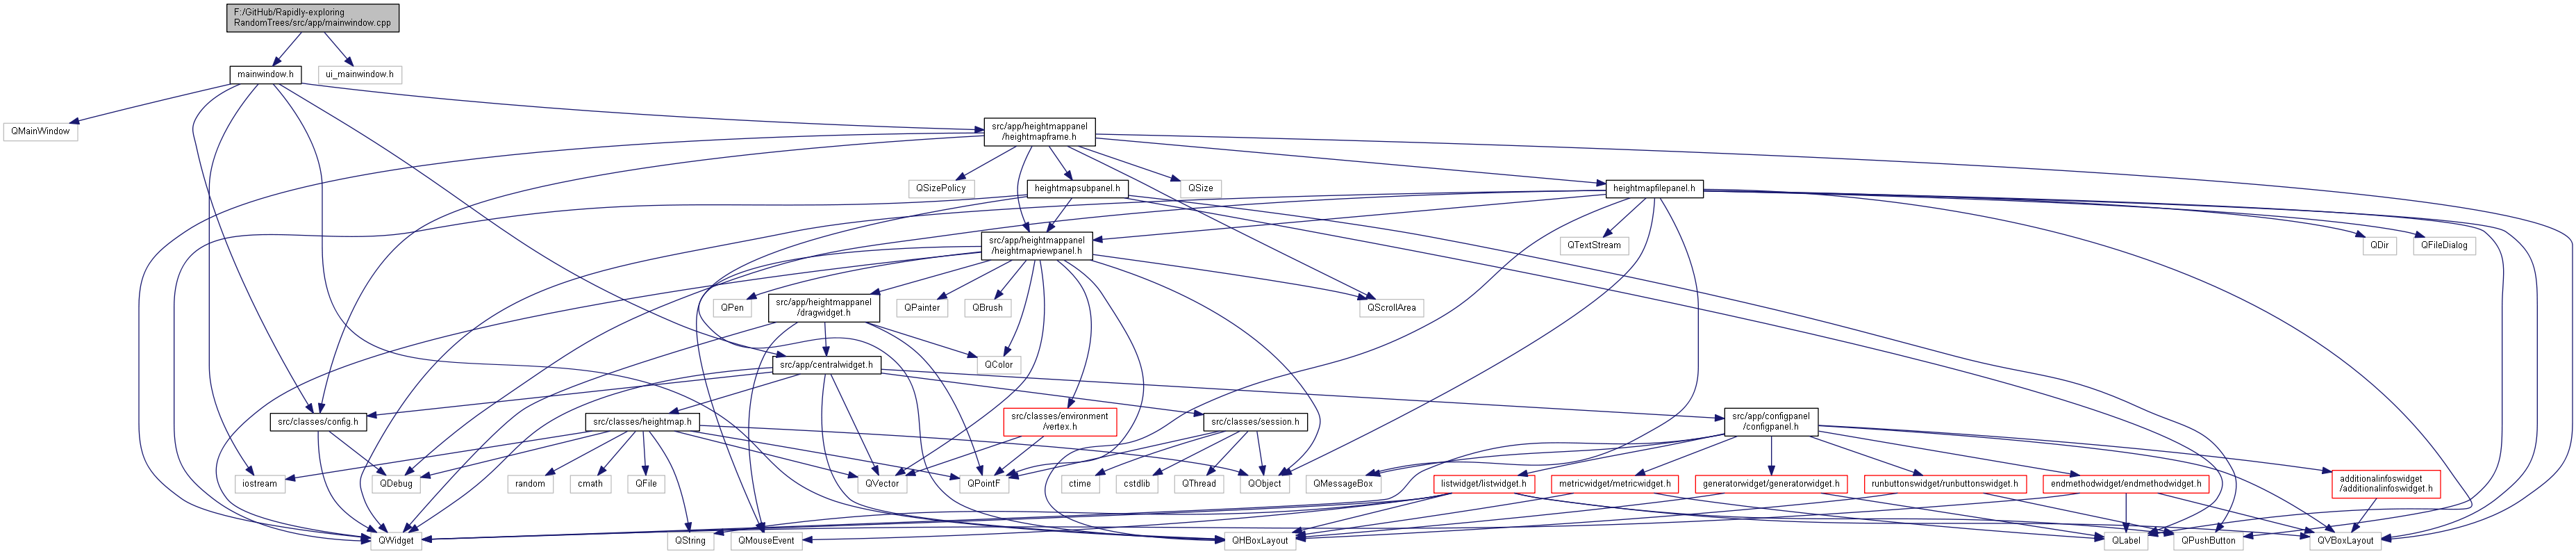 F:/GitHub/Rapidly-exploring
RandomTrees/src/app/mainwindow.cpp
mainwindow.h
ui_mainwindow.h
QMainWindow
src/app/heightmappanel
/heightmapframe.h
QSizePolicy
heightmapsubpanel.h
QSize
heightmapfilepanel.h
src/app/heightmappanel
/heightmapviewpanel.h
QTextStream
QDir
QFileDialog
QPen
src/app/heightmappanel
/dragwidget.h
QPainter
QBrush
QScrollArea
src/app/centralwidget.h
QColor
src/classes/config.h
src/classes/heightmap.h
src/classes/environment
/vertex.h
src/classes/session.h
src/app/configpanel
/configpanel.h
iostream
QDebug
random
cmath
QFile
QVector
QPointF
ctime
cstdlib
QThread
QObject
QMessageBox
listwidget/listwidget.h
metricwidget/metricwidget.h
generatorwidget/generatorwidget.h
runbuttonswidget/runbuttonswidget.h
endmethodwidget/endmethodwidget.h
additionalinfoswidget
/additionalinfoswidget.h
QWidget
QString
QMouseEvent
QHBoxLayout
QLabel
QPushButton
QVBoxLayout